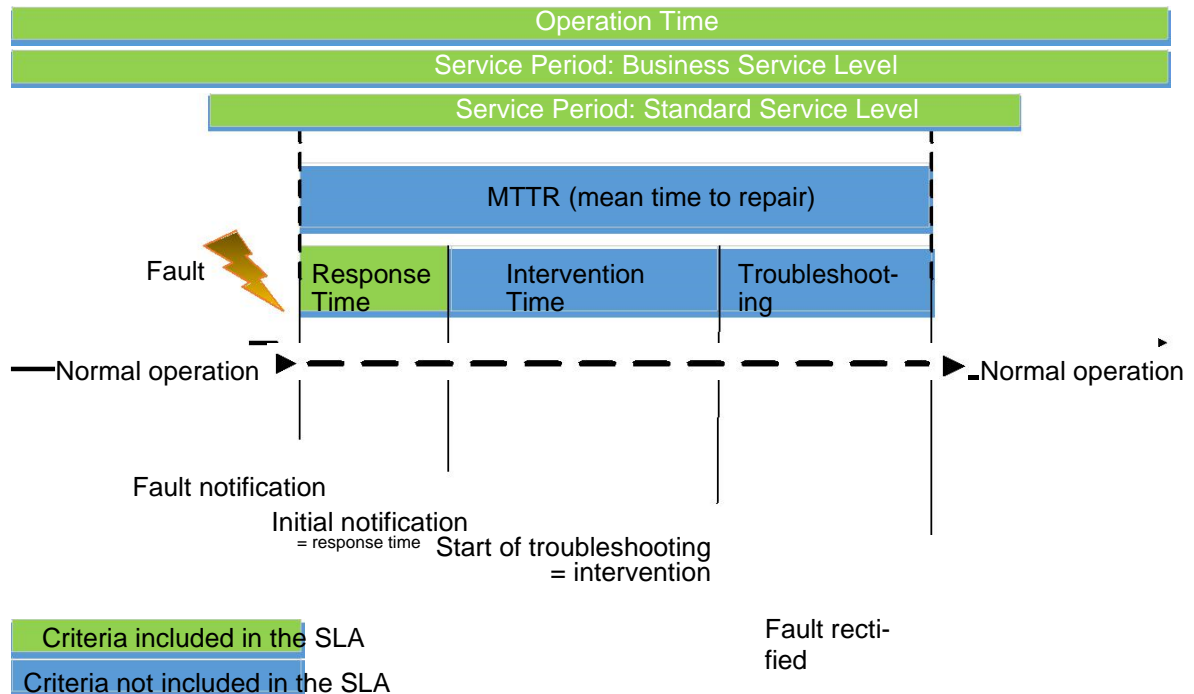 Operation Time
Service Period: Business Service Level
Service Period: Standard Service Level
MTTR (mean time to repair)
Fault
Response
Time
Intervention
Time
Troubleshoot-
ing
Normal operation
Normal operation
Fault notification
Initial notification
= response time
Start of troubleshooting
= intervention
Fault recti-
fied
Criteria included in the SLA
Criteria not included in the SLA